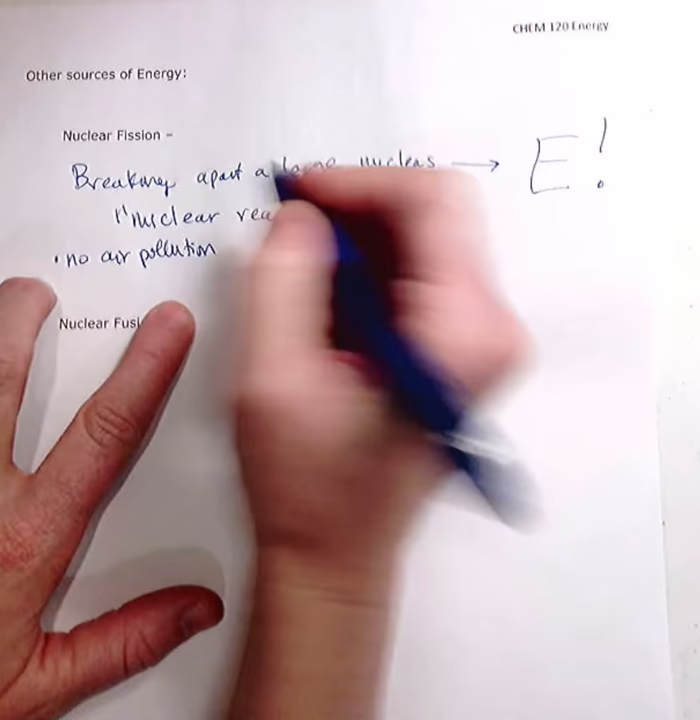 CHEM 120 Energy
Other sources of Energy:
Nuclear Fission –
Breaking apart a large nucleus → E!
"nuclear rea
• no air pollution
Nuclear Fusi